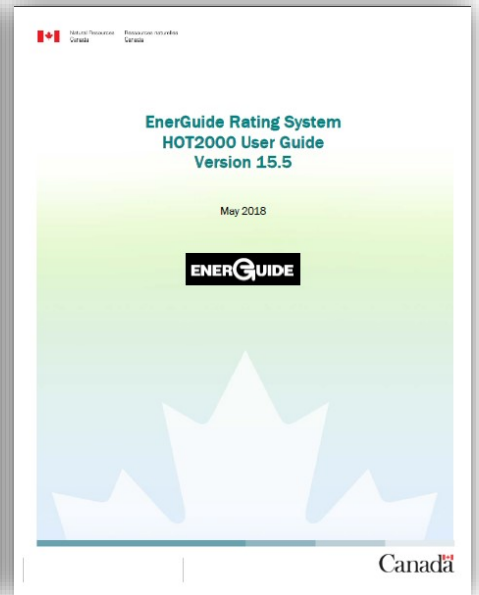 Natural Resources Ressources naturelles
Canada Canada
EnerGuide Rating System
HOT2000 User Guide
Version 15.5
May 2018
ENERGUIDE
Canada